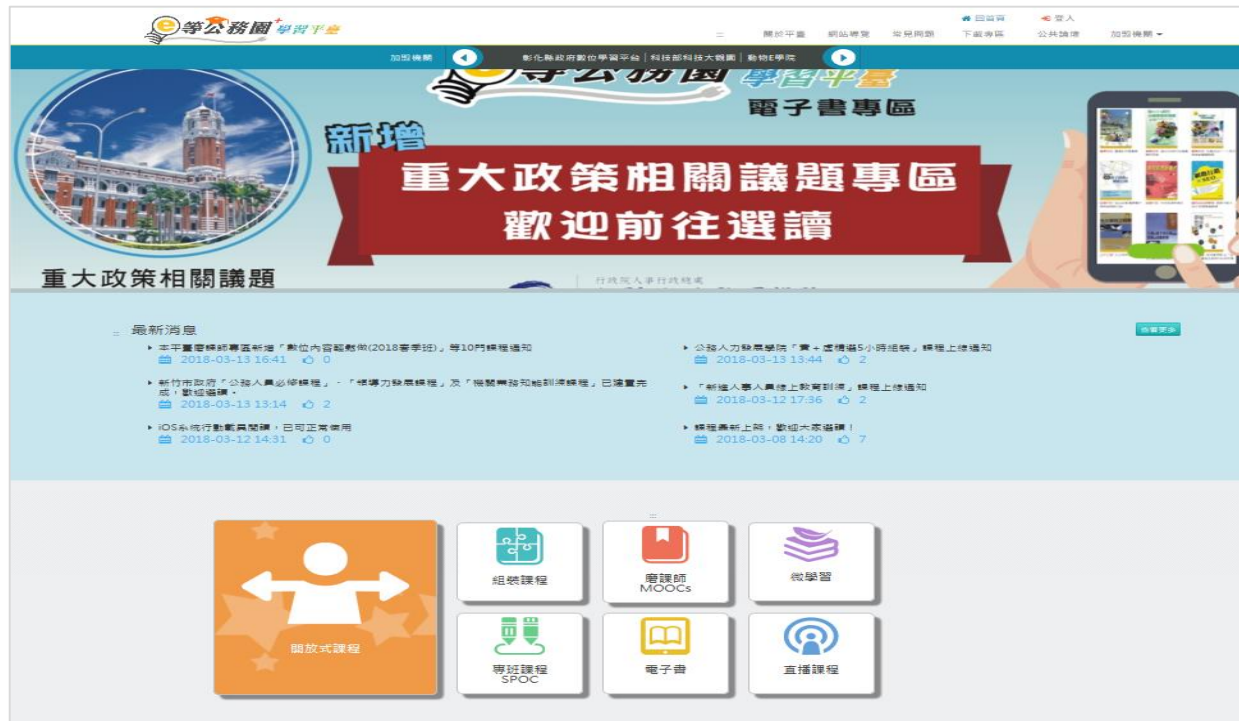 e等公務園+學習平臺
回首頁 登入
關於平臺 網站導覽 常見問題 下載專區 公共論壇 加盟機關
加盟機關 彰化縣政府數位學習平台 | 科技部科技大觀園 | 動物E學院
等公務園 學習平臺
電子書專區
新增
重大政策相關議題專區
歡迎前往選讀
重大政策相關議題
行政院人事行政總處
最新消息
查看更多
本平臺磨課師專區新增「數位內容輕鬆做(2018春季班)」等10門課程通知
2018-03-13 16:41 0
公務人力發展學院「實+虛精選5小時組裝」課程上線通知
2018-03-13 13:44 2
新竹市政府「公務人員必修課程」、「領導力發展課程」及「機關業務知能訓練課程」已建置完
成，歡迎選讀。
2018-03-13 13:14 2
「新進人事人員線上教育訓練」課程上線通知
2018-03-12 17:36 2
iOS系統行動載具閱讀，已可正常使用
2018-03-12 14:31 0
課程最新上架，歡迎大家選讀！
2018-03-08 14:20 7
開放式課程
組裝課程
磨課師
MOOCs
微學習
專班課程
SPOC
電子書
直播課程